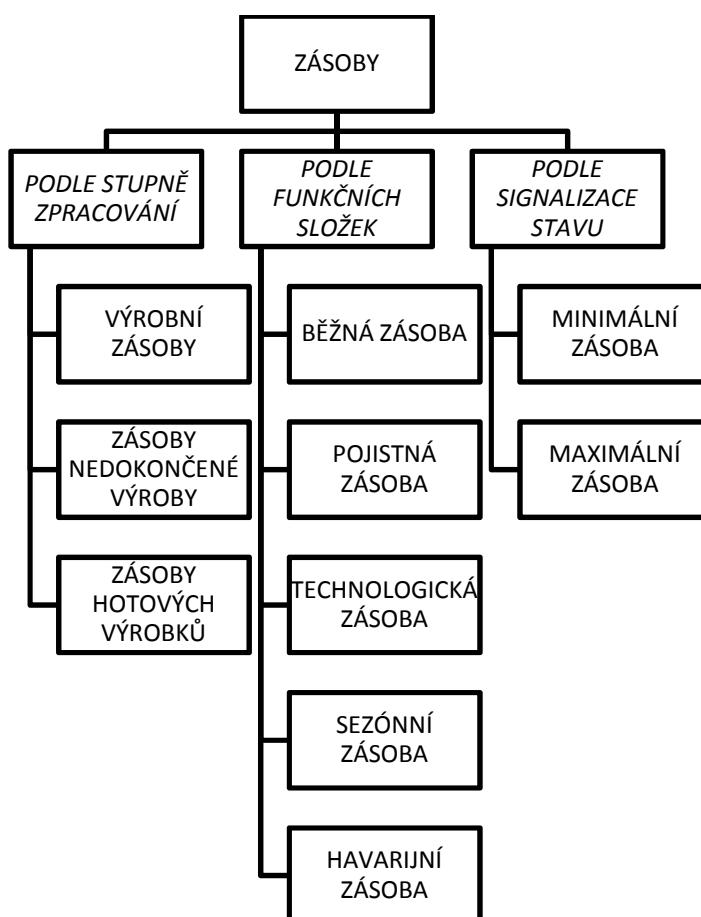 ZÁSOBY
PODLE STUPNĚ
ZPRACOVÁNÍ
VÝROBNÍ
ZÁSOBY
ZÁSOBY
NEDOKONČENÉ
VÝROBY
ZÁSOBY
HOTOVÝCH
VÝROBKŮ
PODLE
FUNKČNÍCH
SLOŽEK
BĚŽNÁ ZÁSOBA
POJISTNÁ
ZÁSOBA
TECHNOLOGICKÁ
ZÁSOBA
SEZÓNNÍ
ZÁSOBA
HAVARIJNÍ
ZÁSOBA
PODLE
SIGNALIZACE
STAVU
MINIMÁLNÍ
ZÁSOBA
MAXIMÁLNÍ
ZÁSOBA